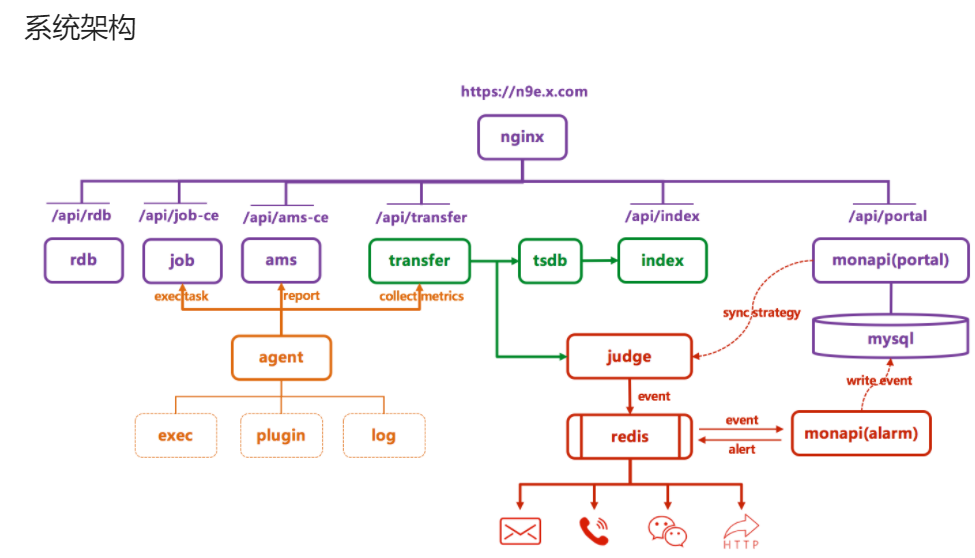 系统架构
https://n9e.x.com
nginx
/api/rdb
/api/job-ce
/api/ams-ce
/api/transfer
/api/index
/api/portal
rdb
job
ams
transfer
tsdb
index
monapi(portal)
exec task
report
collect metrics
sync strategy
mysql
agent
judge
write event
event
exec
plugin
log
redis
event
alert
monapi(alarm)
HTTP